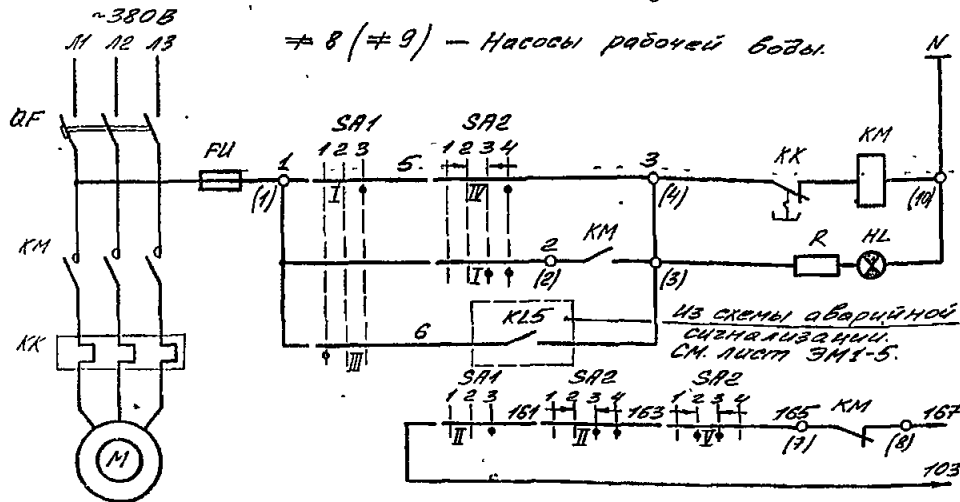 ~380В
Л1 Л2 Л3
≠ 8 (≠ 9) — Насосы рабочей воды.
N
QF
FU
SA1
SA2
KK
KM
1 2 3
5
1 2 3 4
1
(1)
I
IV
3
(4)
(10)
KM
2
(2)
KM
I
(3)
R
HL
KK
6
III
KL5
Из схемы аварийной
сигнализации.
См. лист ЭМ1-5.
SA1
SA2
SA2
1 2 3
161
1 2 3 4
163
1 2 3 4
165
KM
167
II
II
V
(7)
(8)
M
103